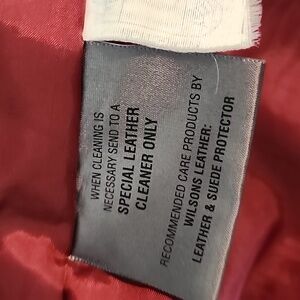 WHEN CLEANING IS
NECESSARY SEND TO A
SPECIAL LEATHER
CLEANER ONLY
RECOMMENDED CARE PRODUCTS BY
WILSONS LEATHER:
LEATHER & SUEDE PROTECTOR